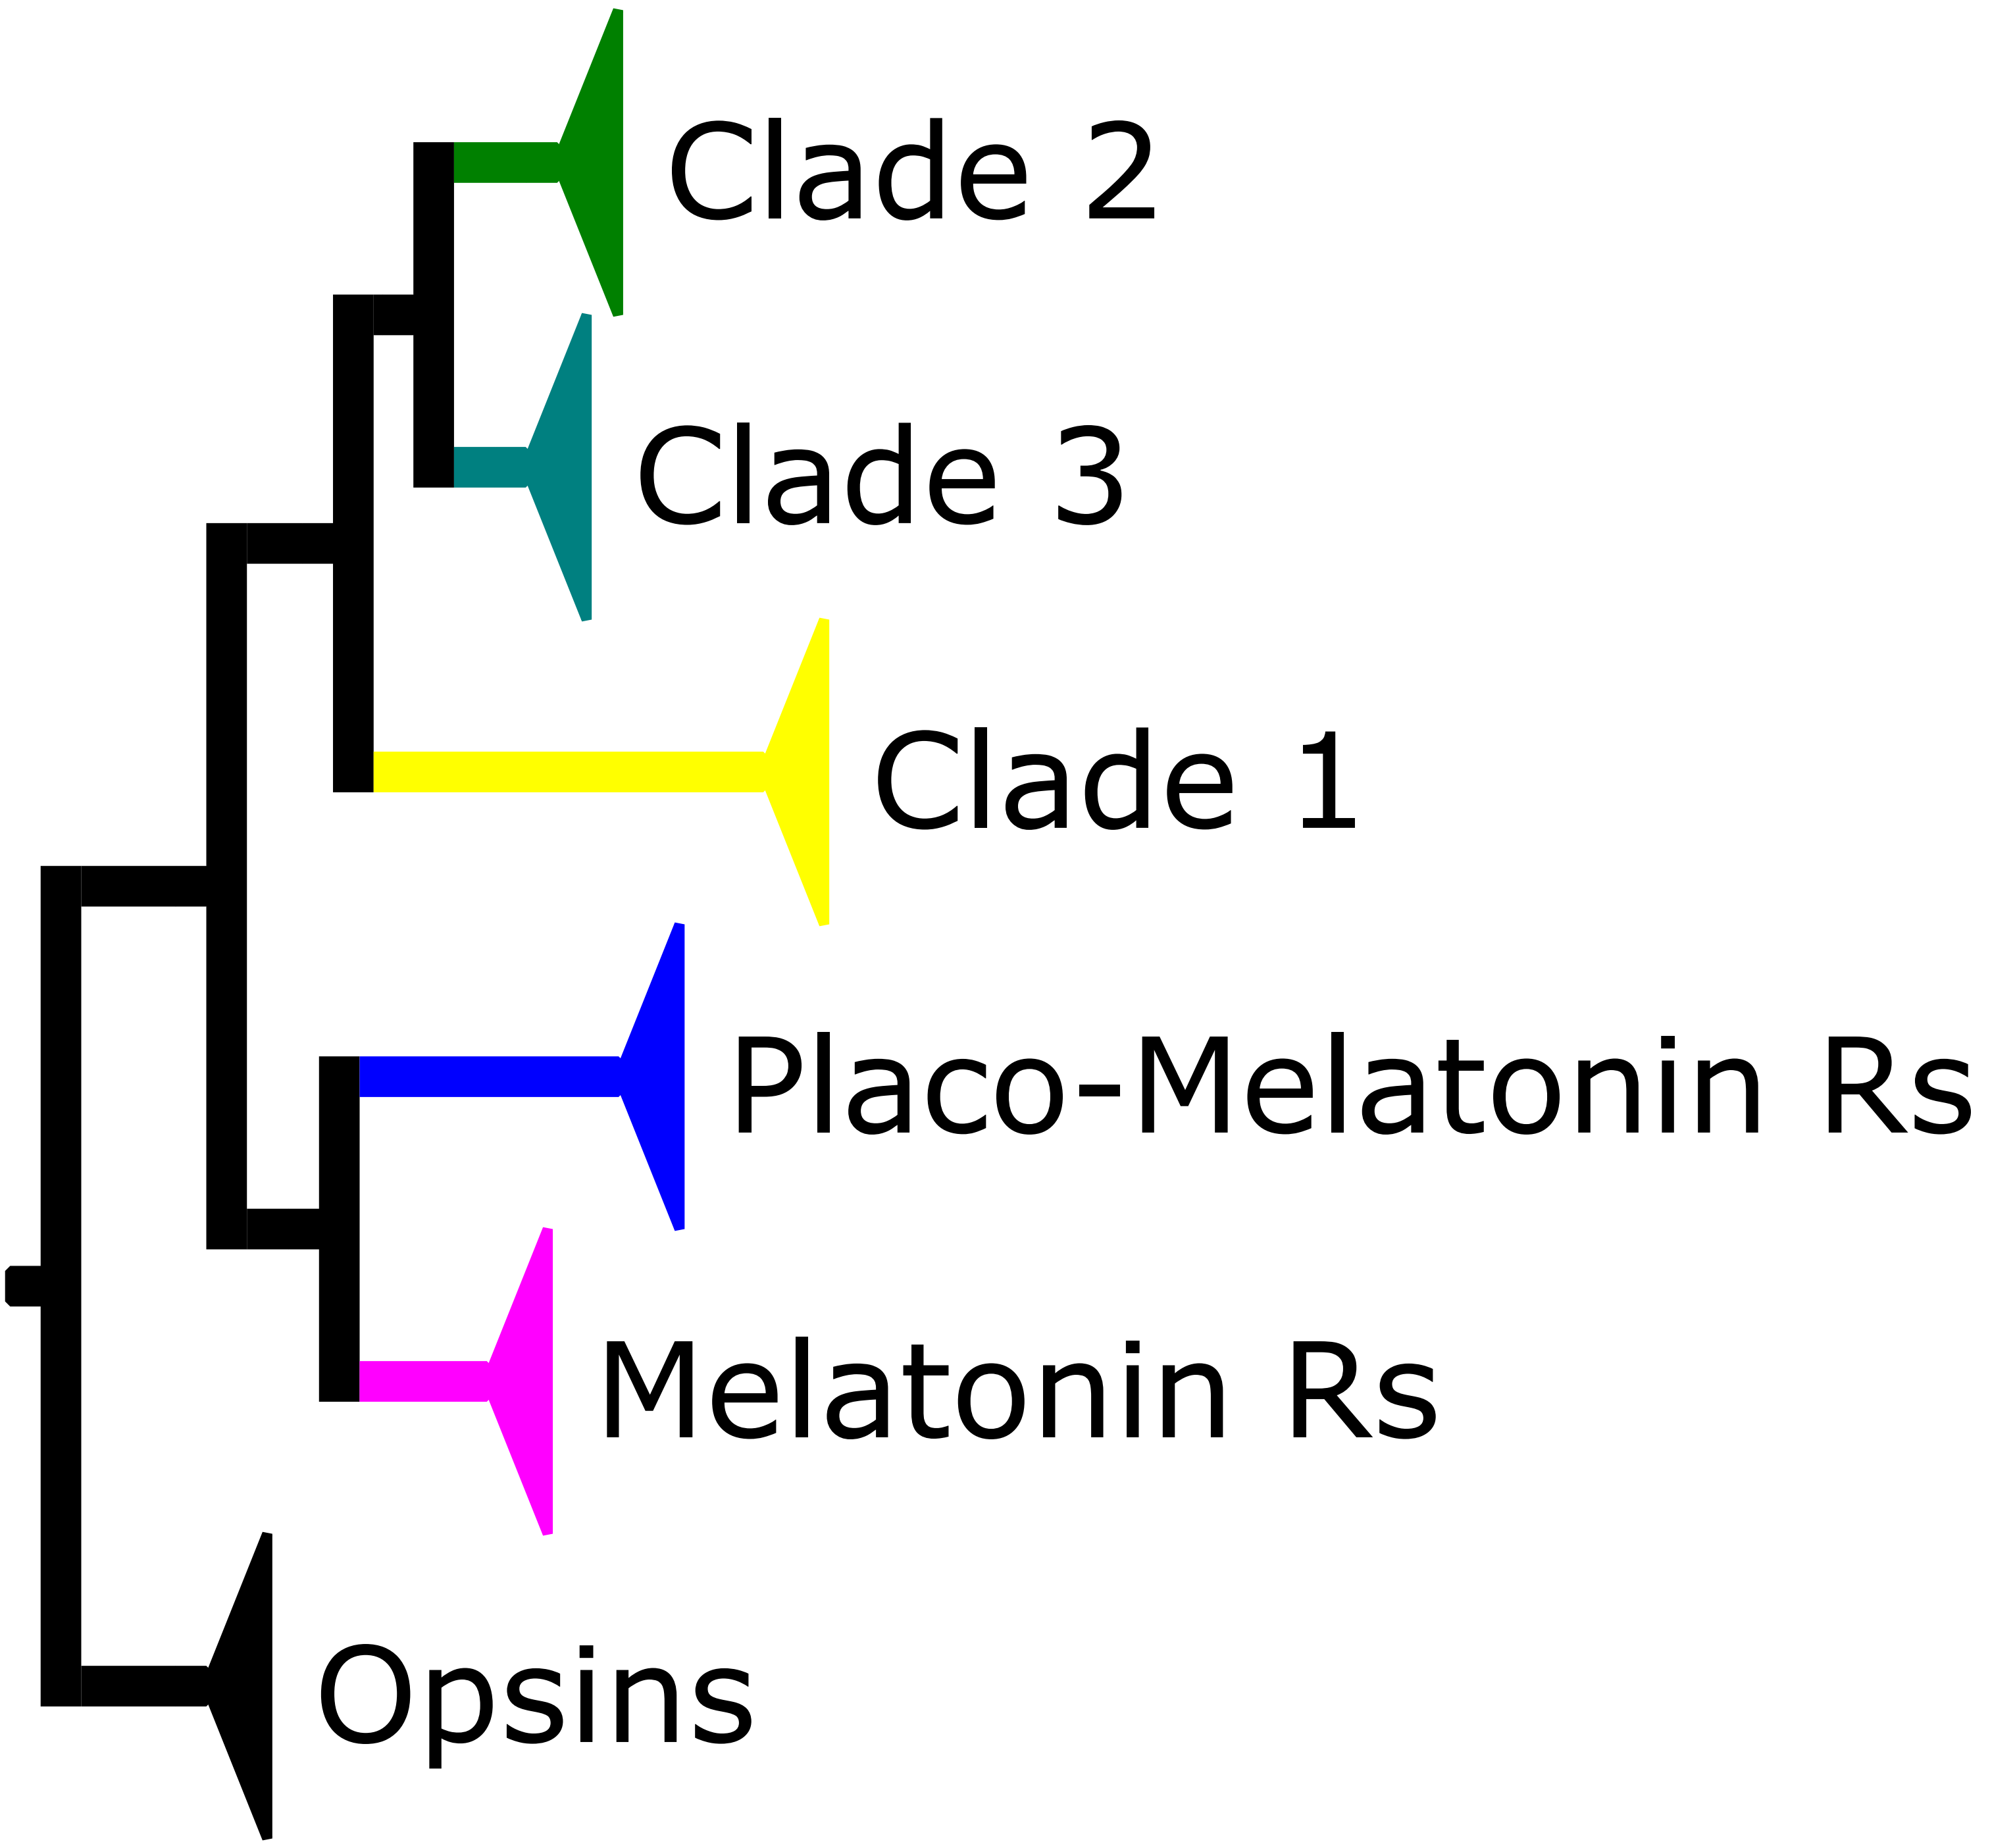 Clade 2
Clade 3
Clade 1
Placo-Melatonin Rs
Melatonin Rs
Opsins